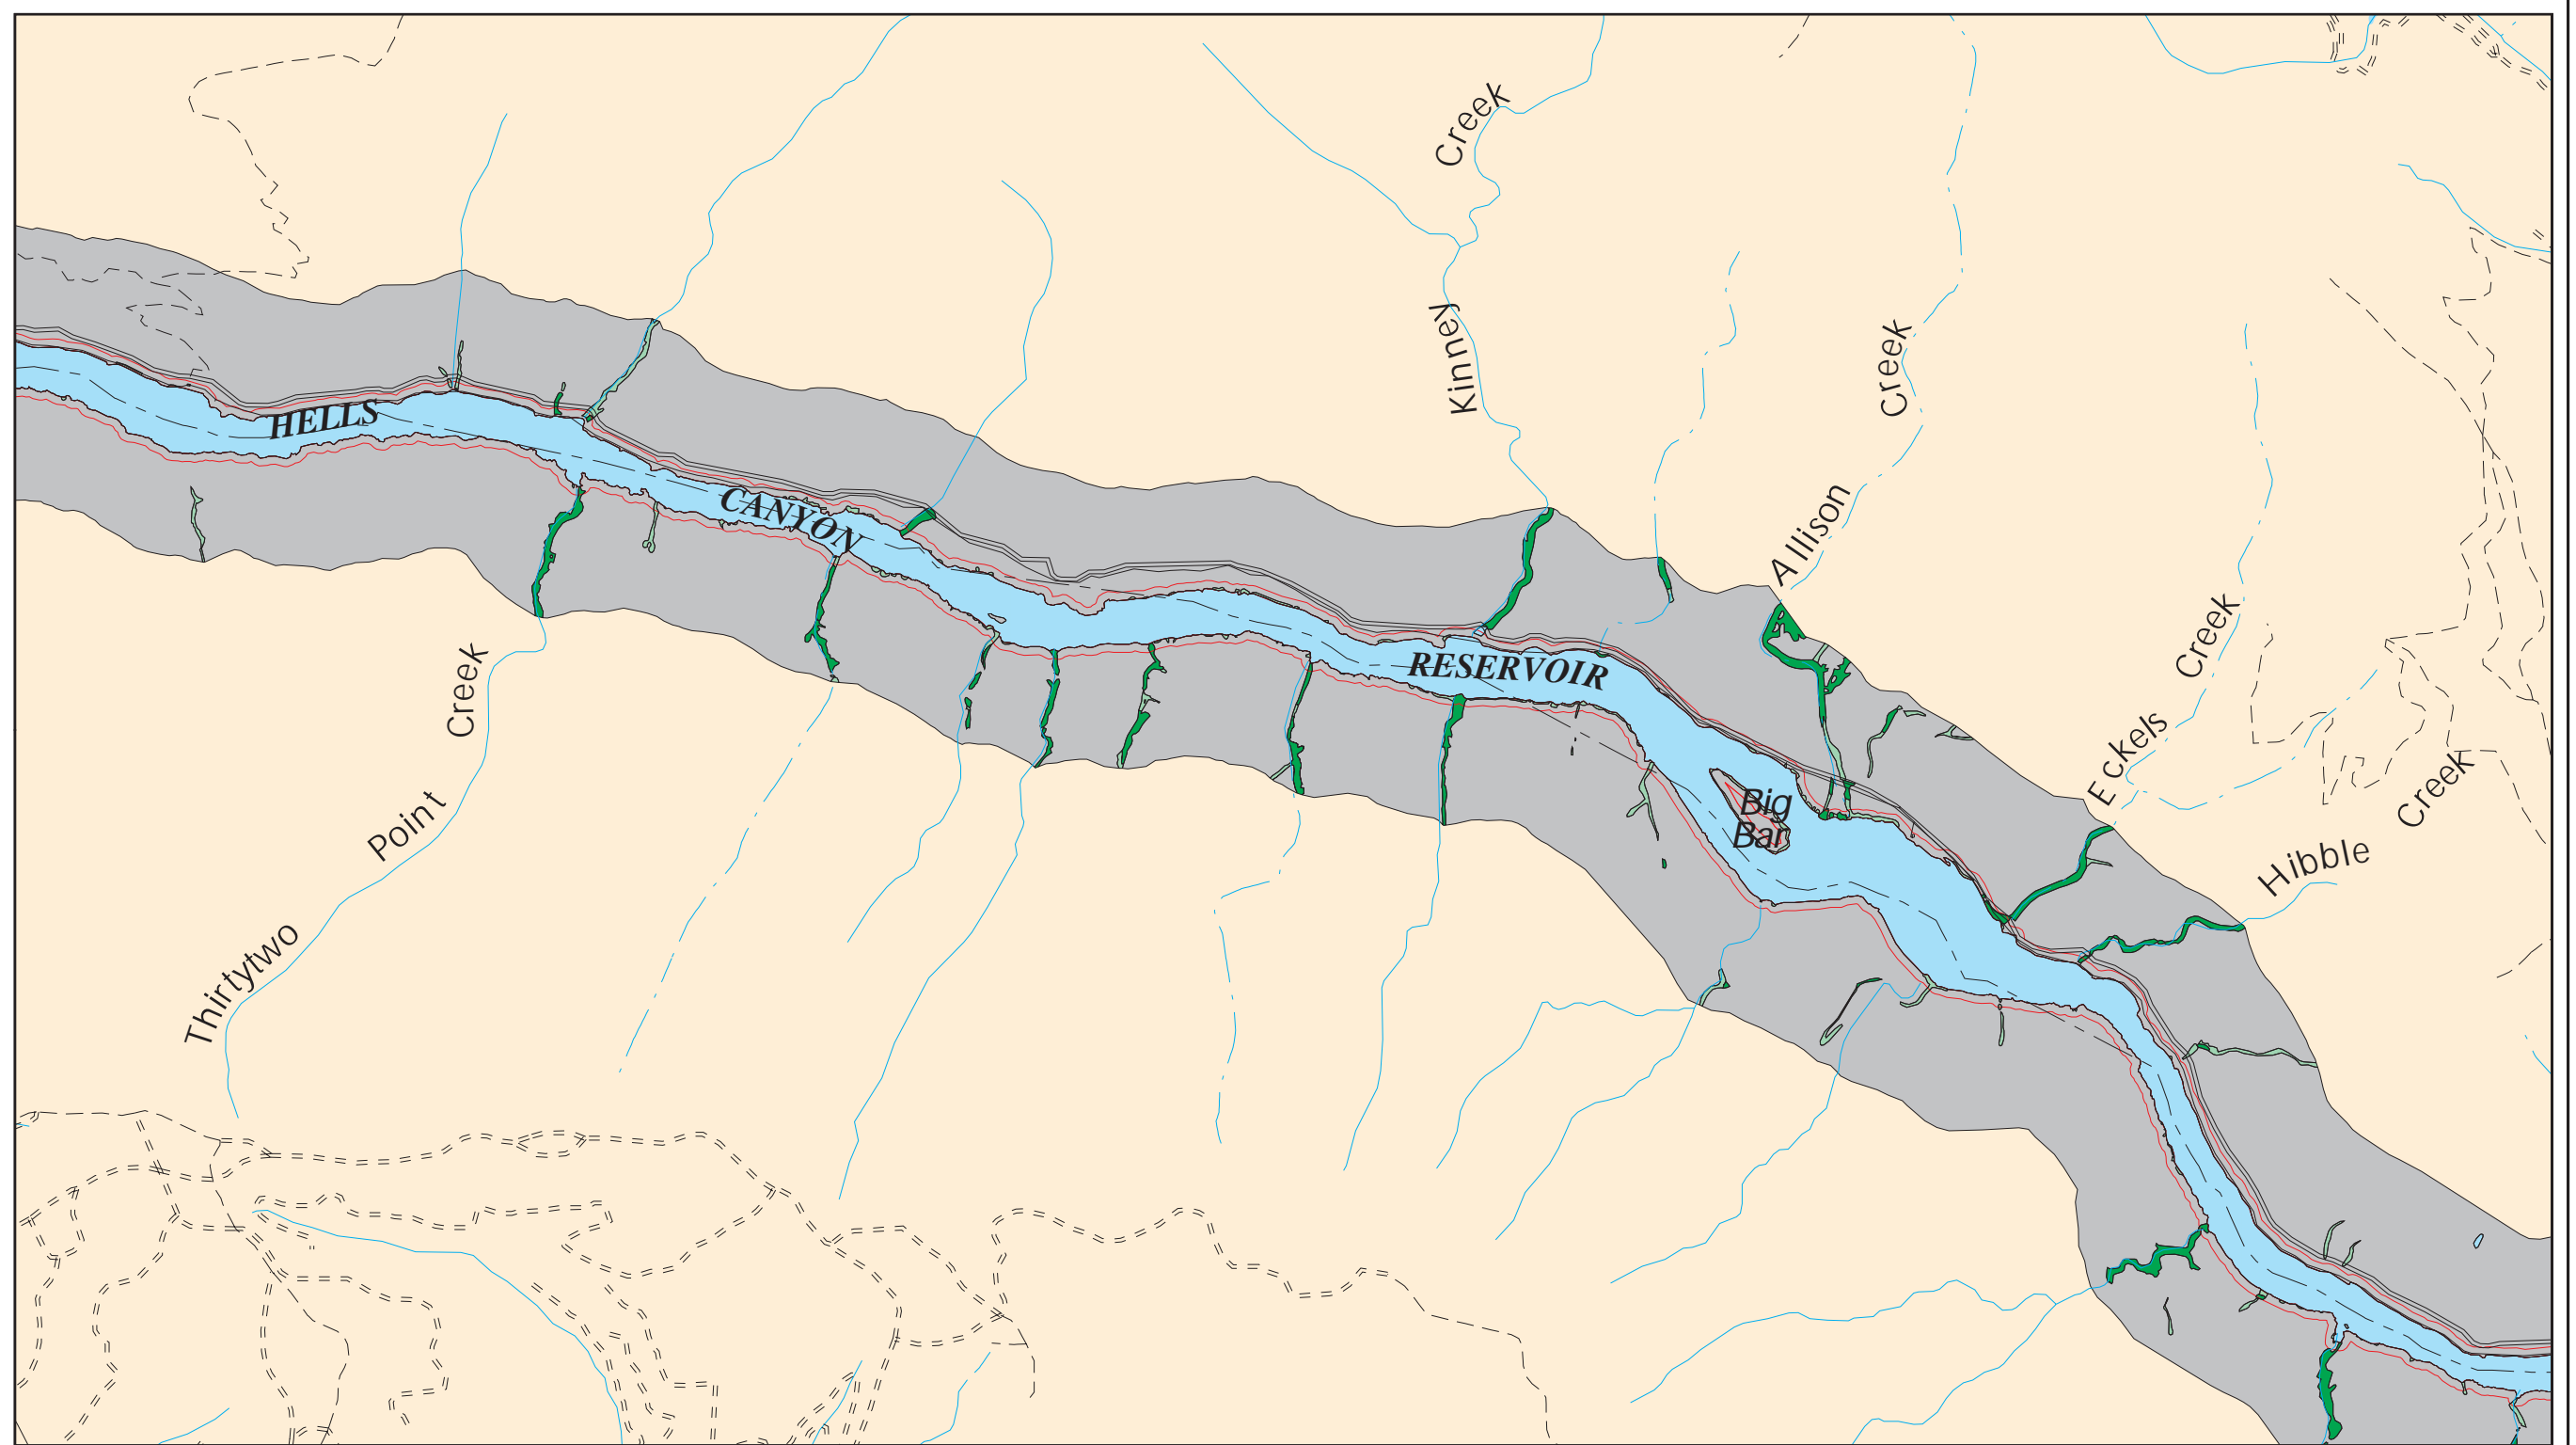 Kinney Creek
Allison Creek
HELLS CANYON RESERVOIR
Eckels Creek
Hibble Creek
Big
Bar
Thirtytwo Point Creek